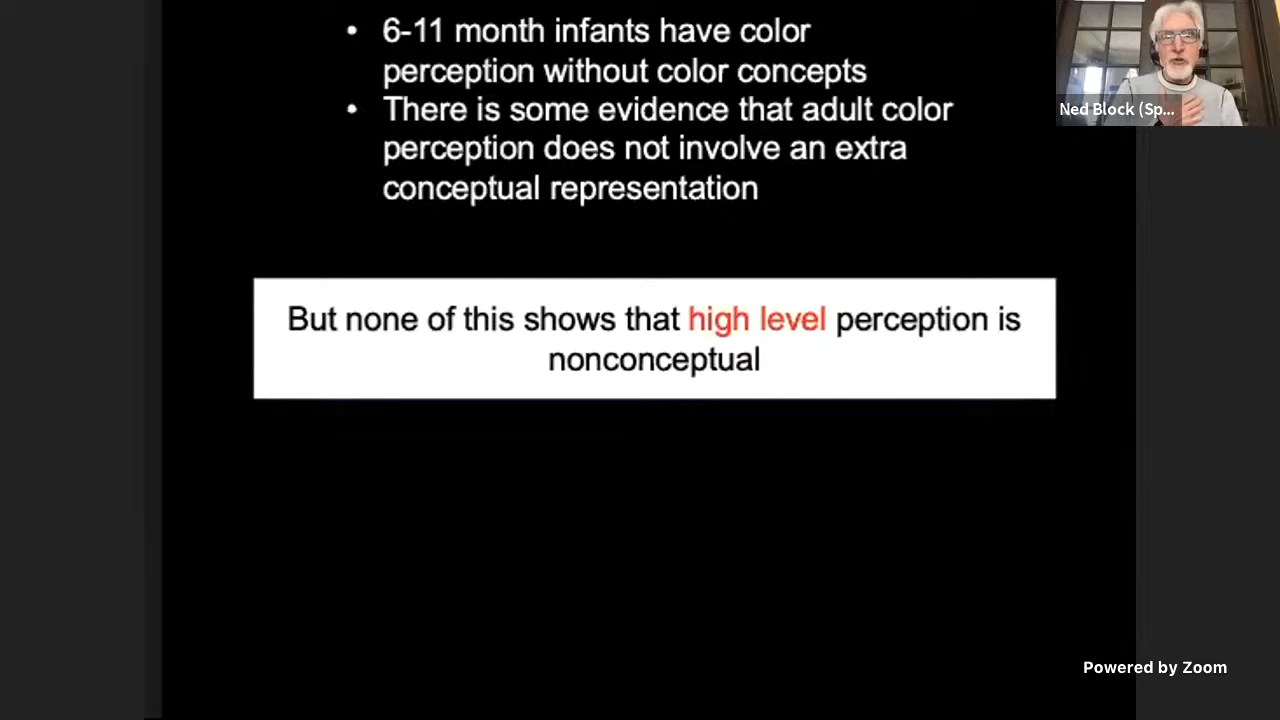 • 6-11 month infants have color
perception without color concepts
• There is some evidence that adult color
perception does not involve an extra
conceptual representation
But none of this shows that high level perception is
nonconceptual
Ned Block (Sp...
Powered by Zoom